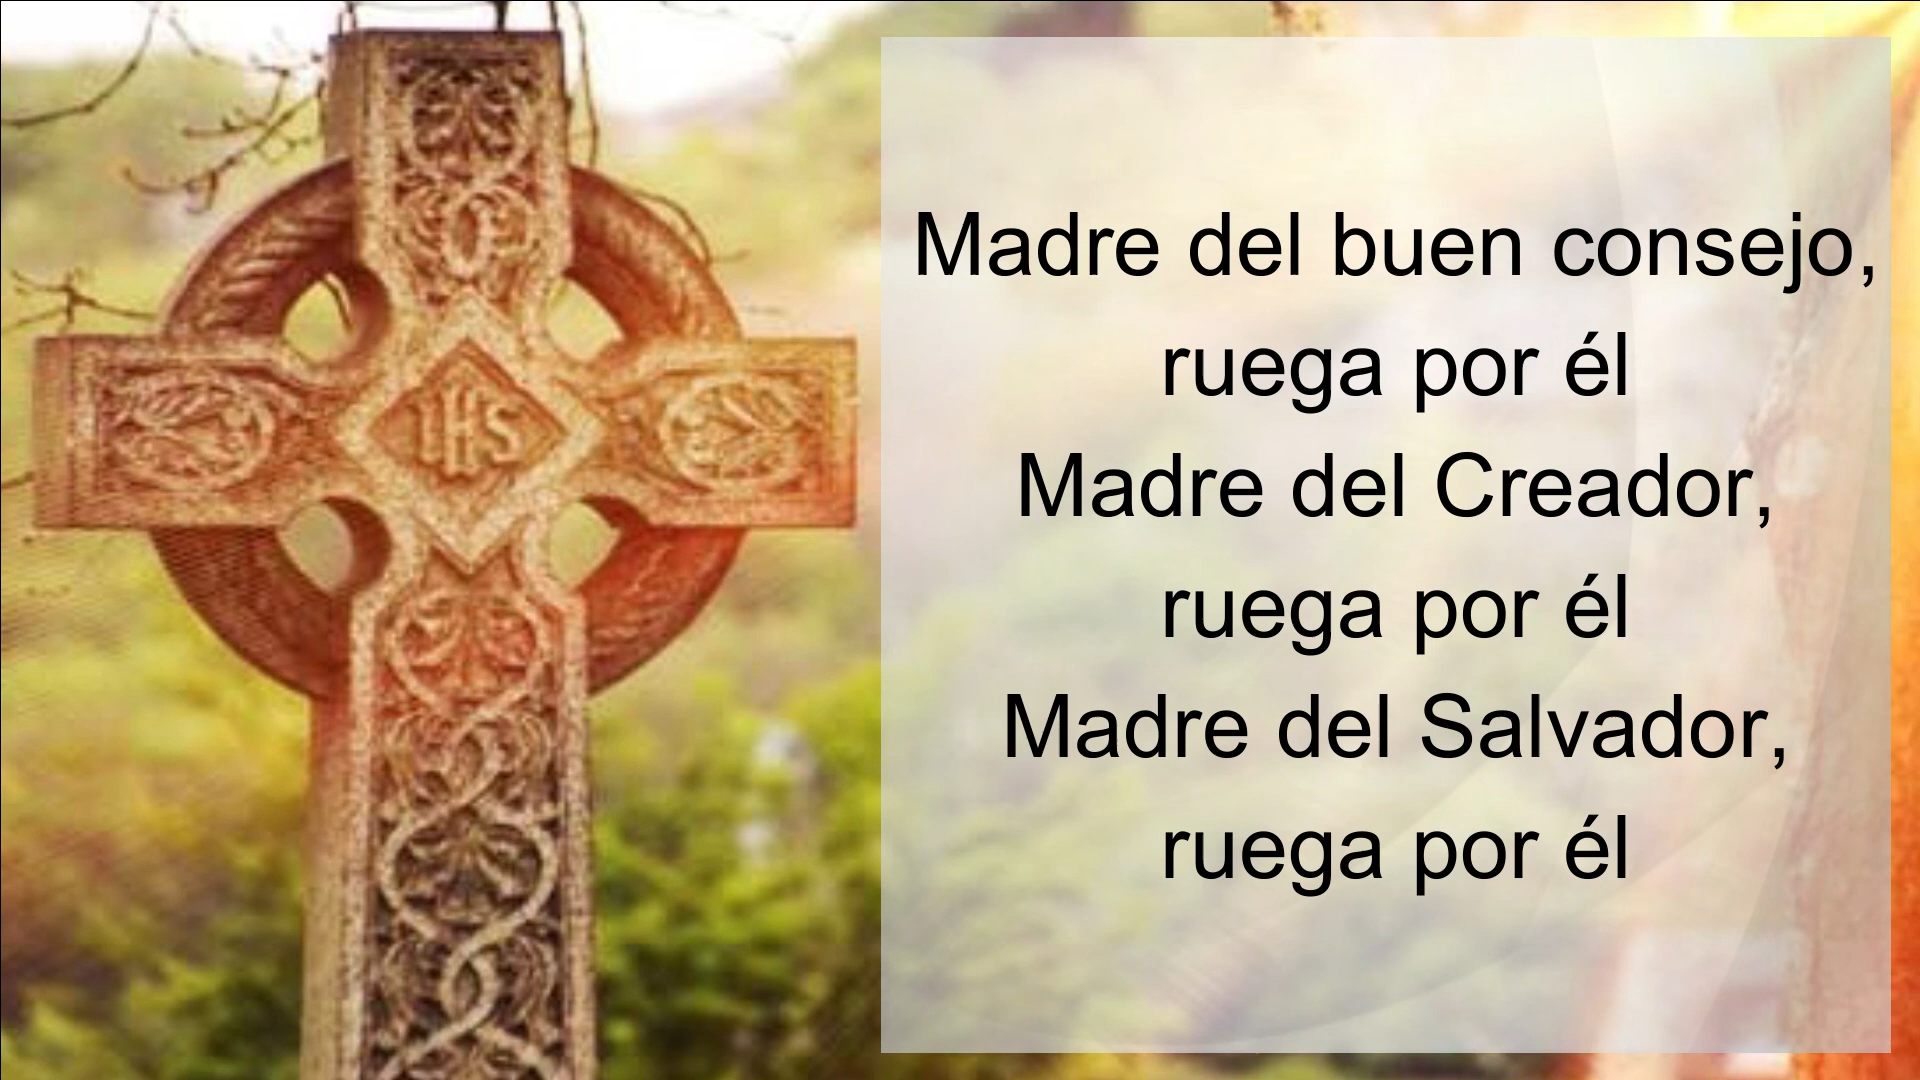 IHS
Madre del buen consejo,
ruega por él
Madre del Creador,
ruega por él
Madre del Salvador,
ruega por él